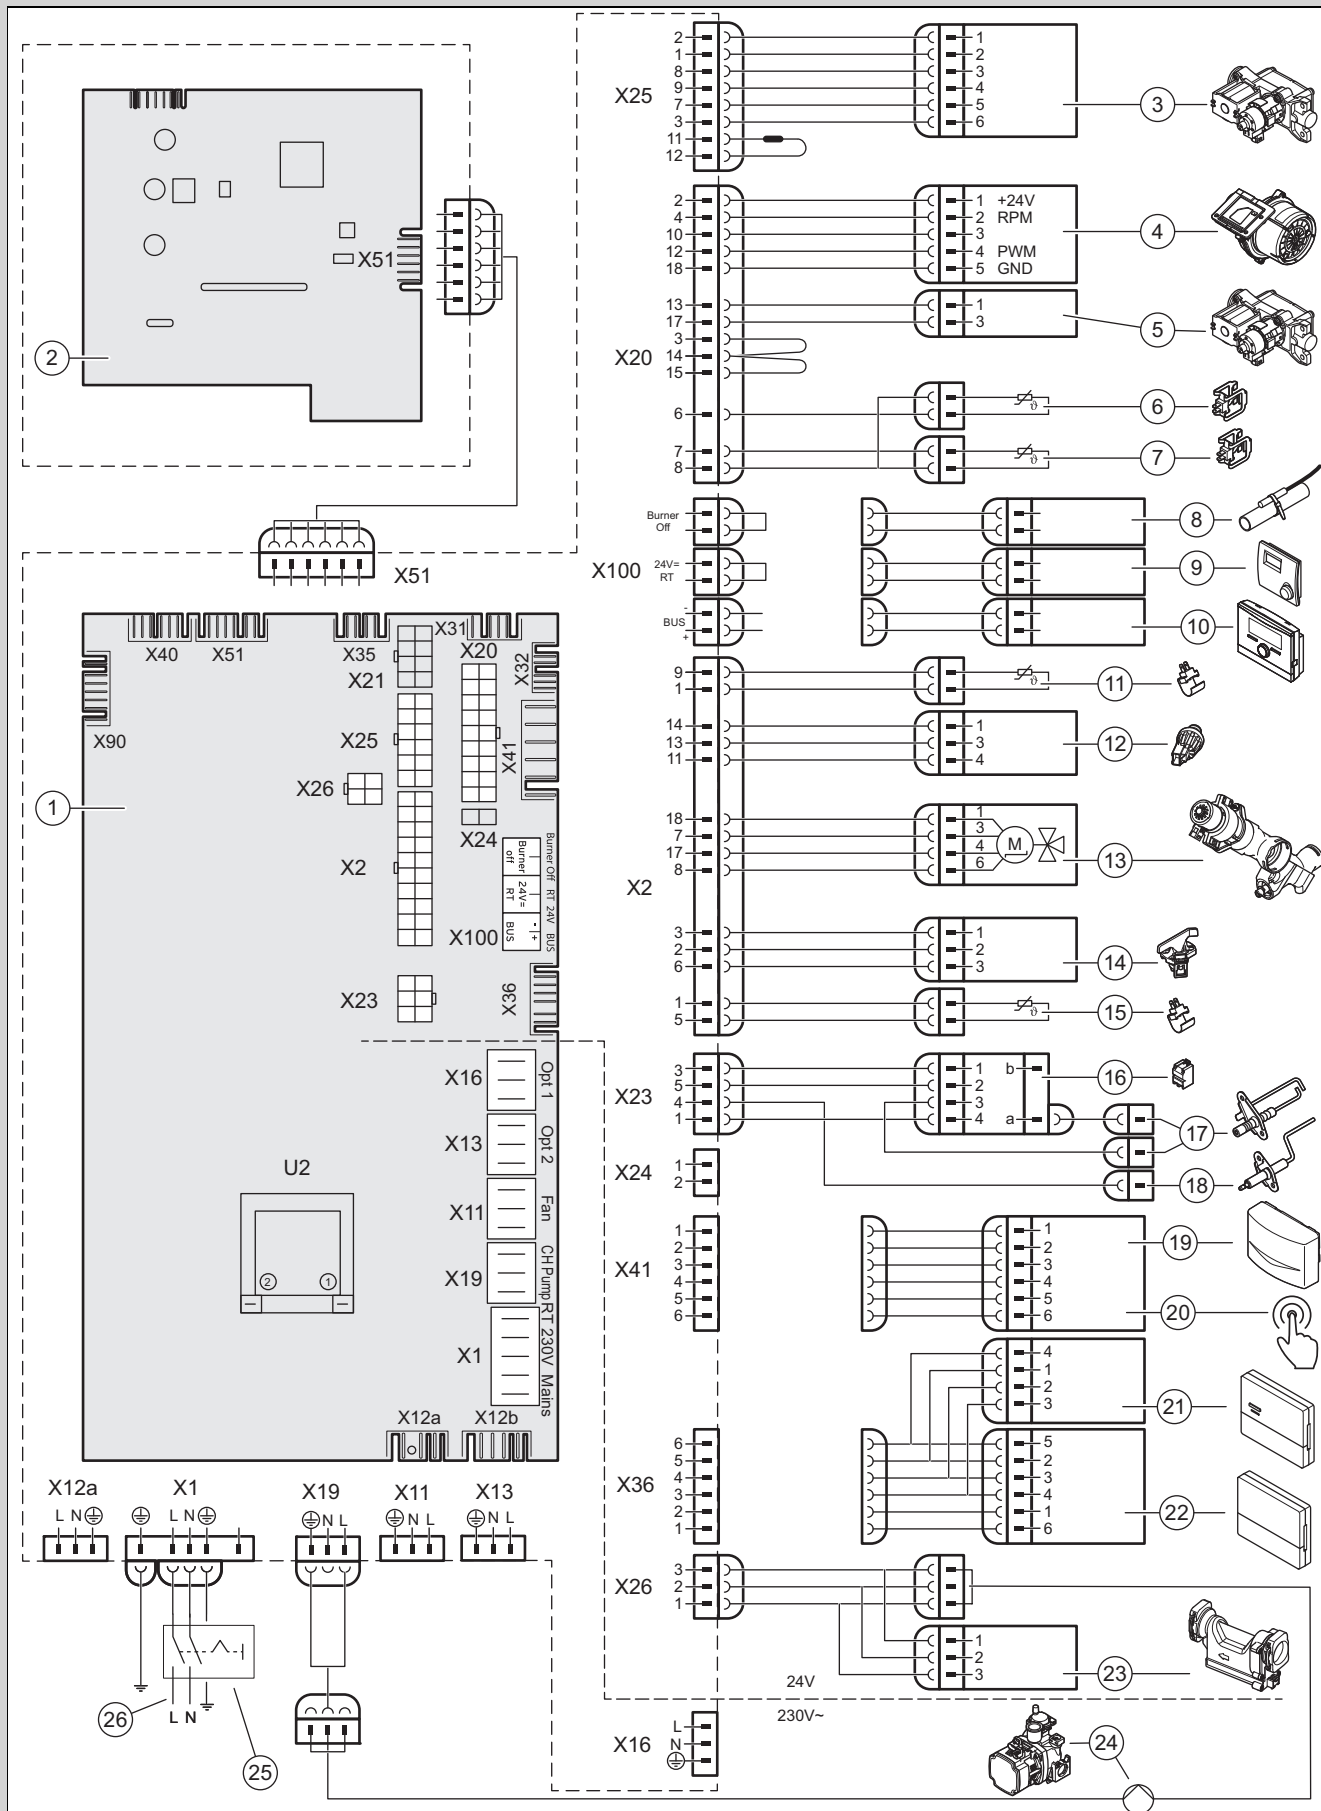 2
1
8
9
7
3
11
12
X25
1
2
3
4
5
6
3
X51
2
2
4
10
12
18
1 +24V
2 RPM
3
4 PWM
5 GND
4
13
17
3
14
15
X20
1
3
5
6
ϑ
6
7
8
ϑ
7
Burner
Off
8
X100
24V=
RT
9
-
BUS
+
10
X51
X40
X51
X35
X31
X20
X32
X21
X90
X25
X41
X26
X24
1
X2
Burner
off
24V=
RT
BUS
- +
Burner Off
RT 24V
BUS
X100
X23
X36
X16
Opt 1
X13
Opt 2
U2
X11
Fan
X19
CH Pump
2
1
X1
RT 230V Mains
X12a
X12b
9
1
ϑ
11
14
13
11
1
3
4
12
18
7
17
8
1
3
4
6
M
13
X2
3
2
6
1
2
3
14
1
5
ϑ
15
X23
3
5
4
1
1
2
3
4
b
a
16
17
X24
1
2
18
X41
1
2
3
4
5
6
1
2
3
4
5
6
19
20
4
1
2
3
21
X36
6
5
4
3
2
1
5
2
3
4
1
6
22
X26
3
2
1
1
2
3
23
X12a
L N
X1
L N
X19
N L
X11
N L
X13
N L
26
L N
25
24V
230V~
X16
L
N
24